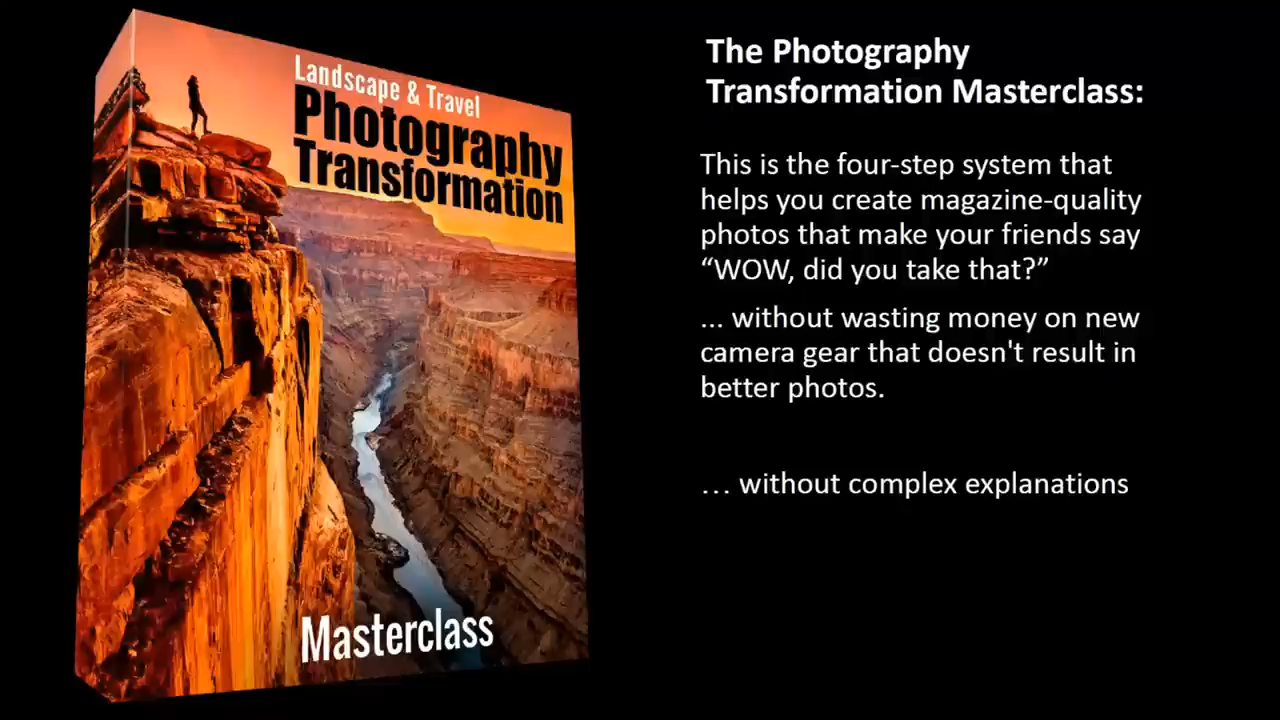 Landscape & Travel
Photography
Transformation
Masterclass
The Photography
Transformation Masterclass:
This is the four-step system that
helps you create magazine-quality
photos that make your friends say
“WOW, did you take that?”
... without wasting money on new
camera gear that doesn't result in
better photos.
… without complex explanations